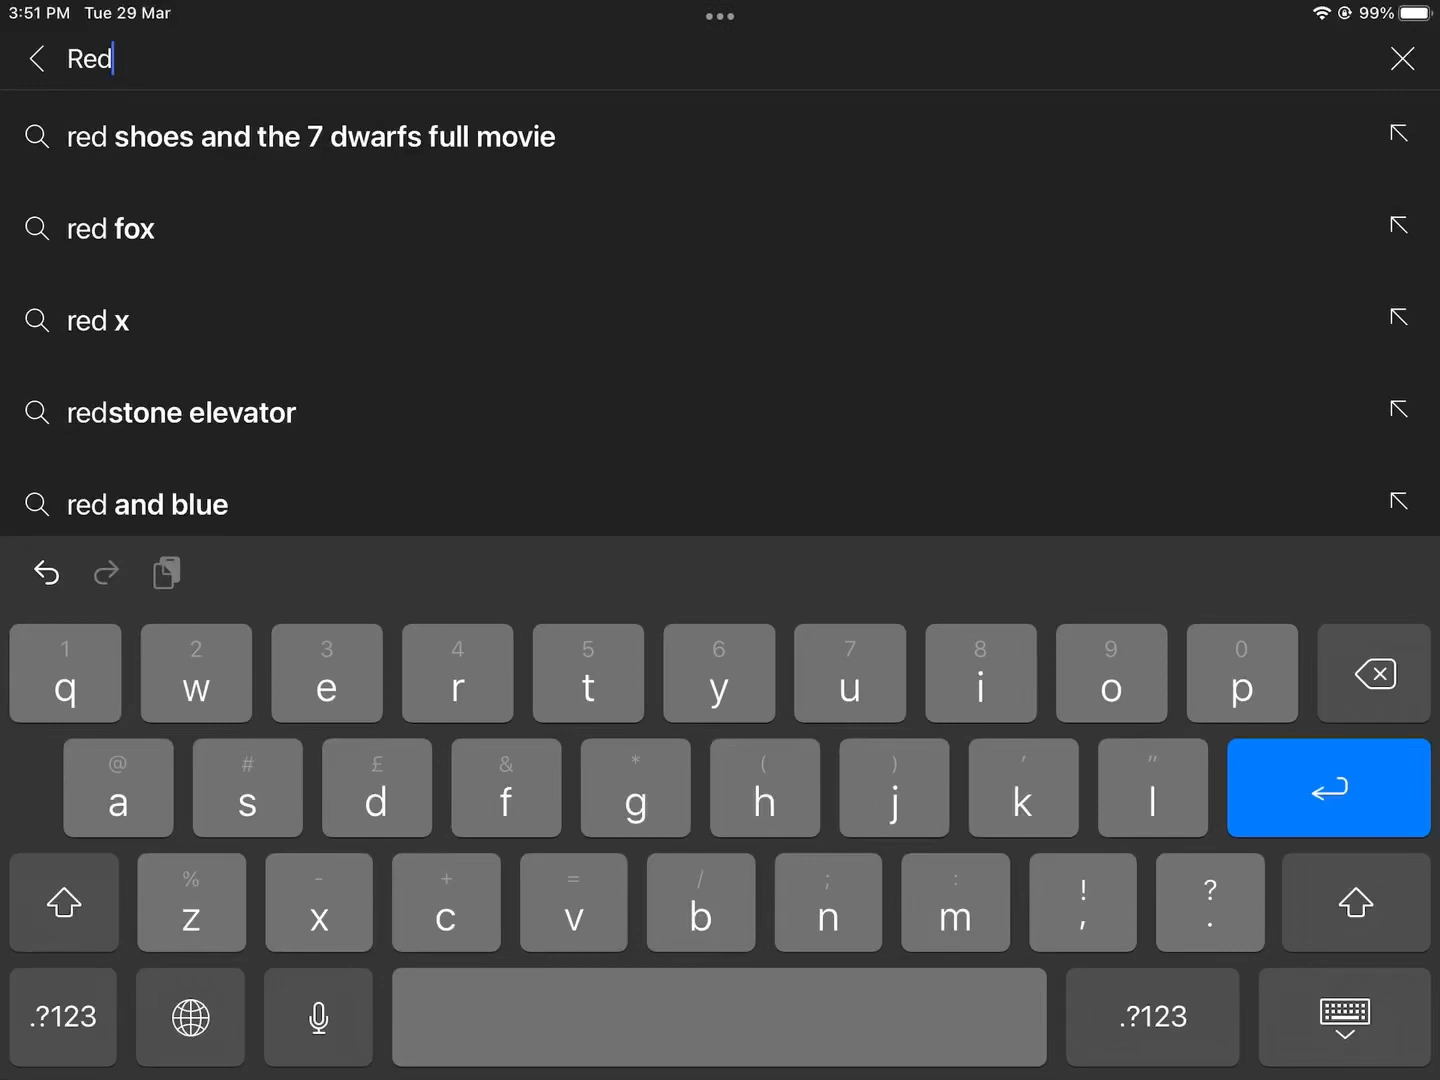 3:51 PM Tue 29 Mar
99%
Red
red shoes and the 7 dwarfs full movie
red fox
red x
redstone elevator
red and blue
1 2 3 4 5 6 7 8 9 0
q w e r t y u i o p
@ # £ & * ( ) ' "
a s d f g h j k l
% - + = / ; : ! ?
z x c v b n m , .
.?123 .?123